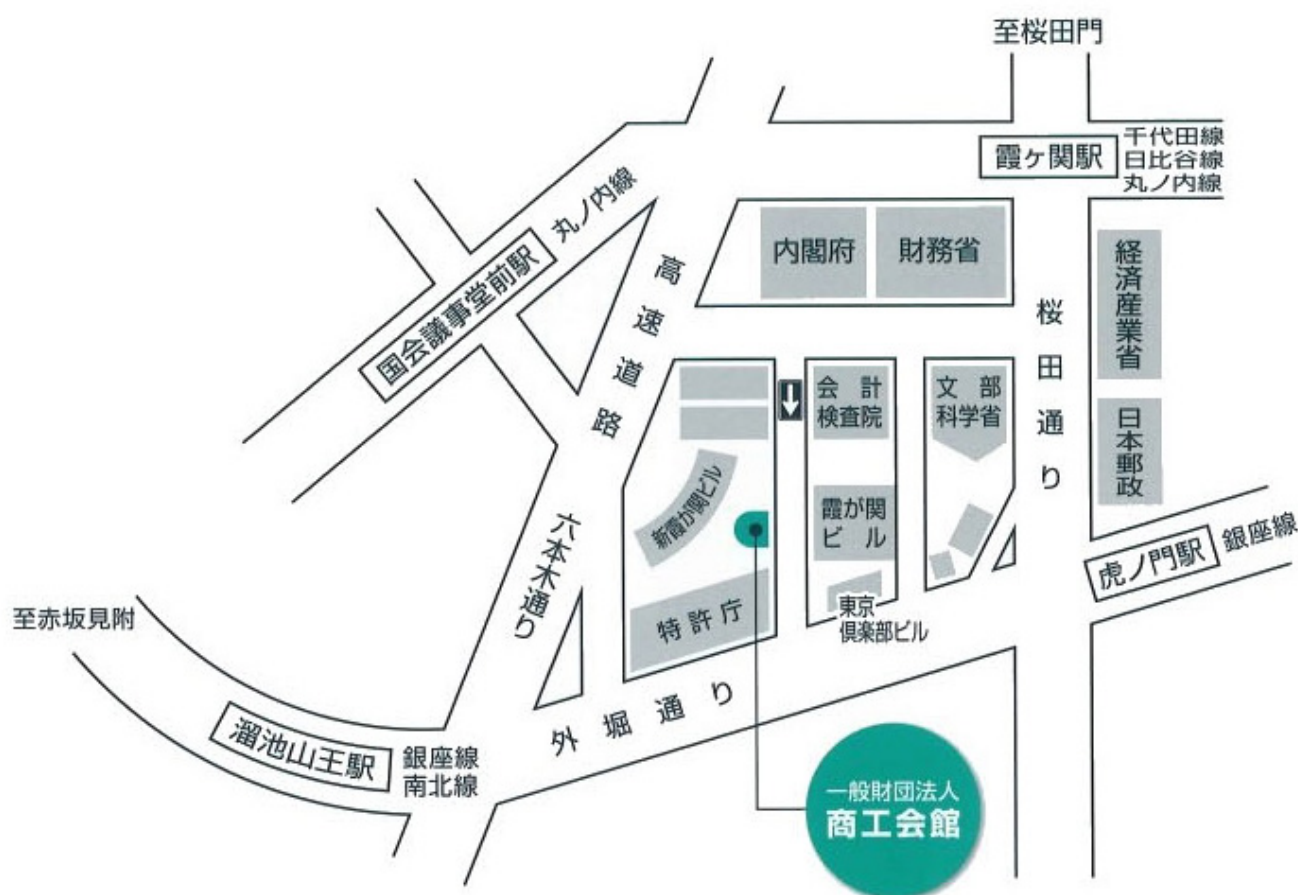 至桜田門
霞ヶ関駅
千代田線
日比谷線
丸ノ内線
丸ノ内線
国会議事堂前駅
高速道路
内閣府
財務省
桜田通り
経済産業省
会計
検査院
文部
科学省
日本郵政
新霞が関ビル
霞が関
ビル
六本木通り
虎ノ門駅
銀座線
特許庁
東京
倶楽部ビル
至赤坂見附
外堀通り
溜池山王駅
銀座線
南北線
一般財団法人
商工会館